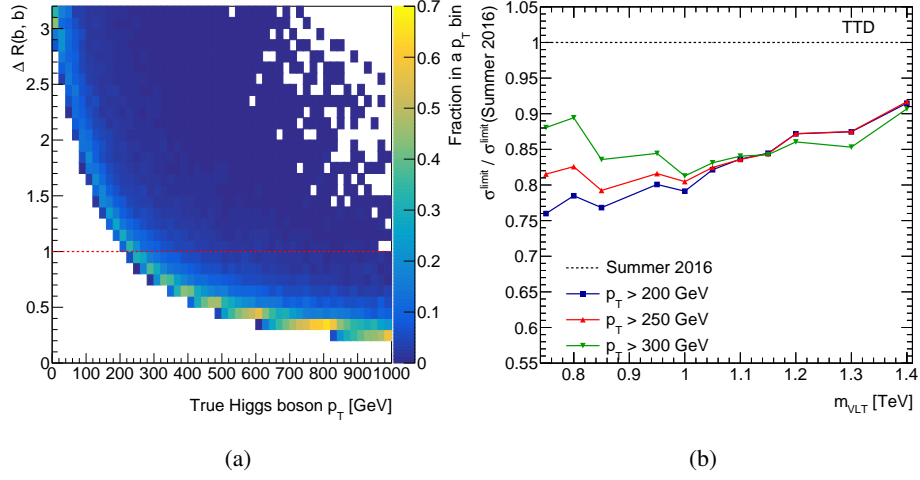 Δ R(b, b)
3
2.5
2
1.5
1
0.5
0
0 100 200 300 400 500 600 700 800 900 1000
True Higgs boson p_T [GeV]
0.7
0.6
0.5
0.4
0.3
0.2
0.1
0
Fraction in a p_T bin
(a)
σ^limit / σ^limit(Summer 2016)
1.05
1
0.95
0.9
0.85
0.8
0.75
0.7
0.65
0.6
0.55
TTD
Summer 2016
p_T > 200 GeV
p_T > 250 GeV
p_T > 300 GeV
0.8 0.9 1 1.1 1.2 1.3 1.4
m_VLT [TeV]
(b)